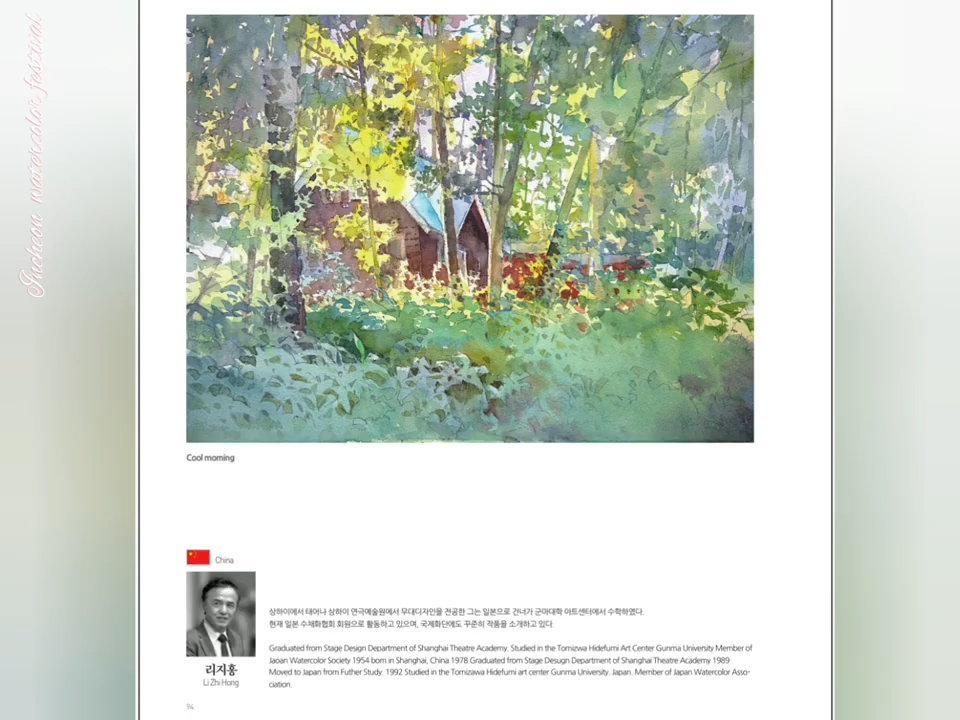 Incheon watercolor festival
Cool morning
China
상하이에서 태어나 상하이 연극예술원에서 무대디자인을 전공한 그는 일본으로 건너가 군마대학 아트센터에서 수학하였다.
현재 일본 수채화협회 회원으로 활동하고 있으며, 국제화단에도 꾸준히 작품을 소개하고 있다.
Graduated from Stage Design Department of Shanghai Theatre Academy. Studied in the Tomizwa Hidefumi Art Center Gunma University Member of
Jaoan Watercolor Society 1954 born in Shanghai, China 1978 Graduated from Stage Desugn Department of Shanghai Theatre Academy 1989
Moved to Japan from Futher Study. 1992 Studied in the Tomizawa Hidefumi art center Gunma University. Japan. Member of Japan Watercolor Asso-
ciation.
리지홍
Li Zhi Hong
94